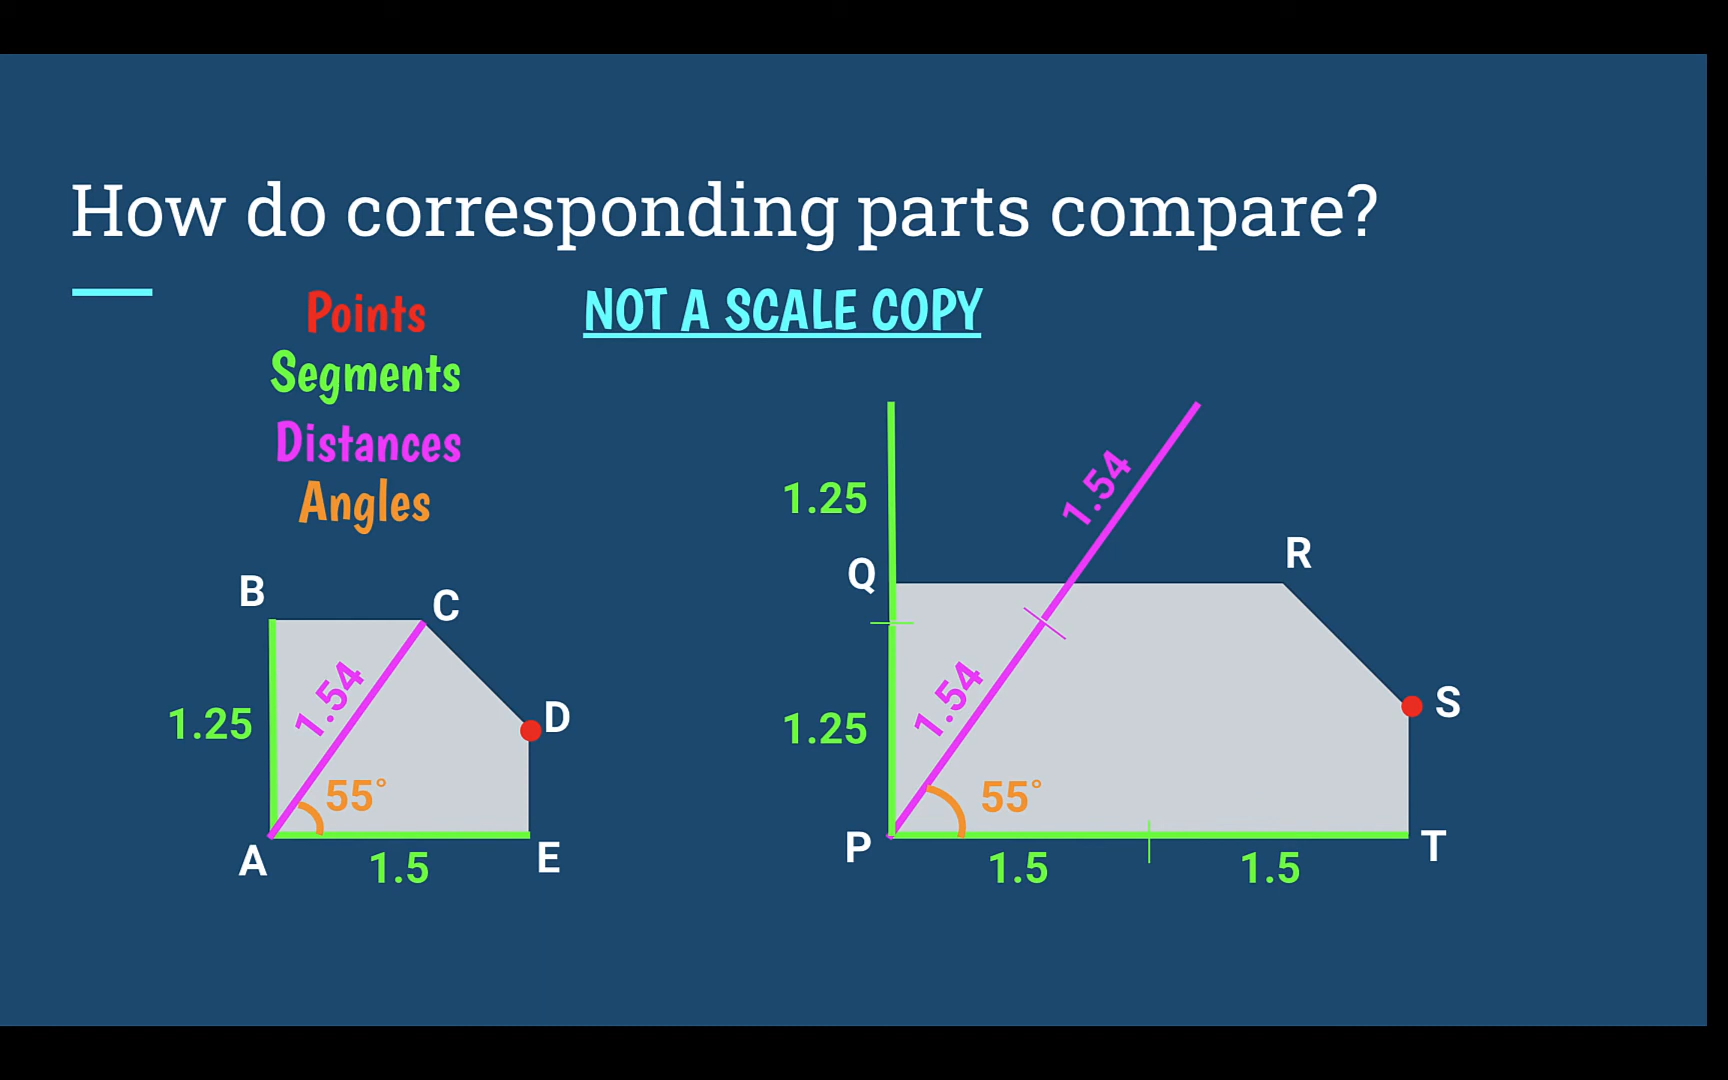 How do corresponding parts compare?
Points
NOT A SCALE COPY
Segments
Distances
Angles
B
C
1.25
1.54
D
55°
A
1.5
E
1.25
1.54
Q
R
1.25
1.54
S
55°
P
1.5
1.5
T